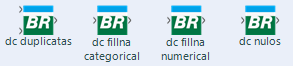 BR BR BR BR
dc duplicatas dc fillna dc fillna dc nulos
categorical numerical